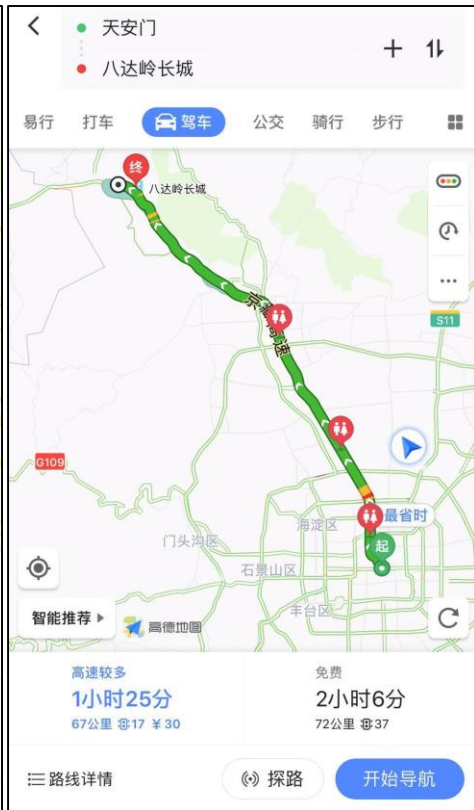 天安门
八达岭长城
易行 打车 驾车 公交 骑行 步行
终
八达岭长城
京藏高速
S11
G109
最省时
海淀区
起
门头沟区
石景山区
丰台区
智能推荐
高德地图
高速较多 免费
1小时25分 2小时6分
67公里 17 ¥30 72公里 37
路线详情 探路 开始导航